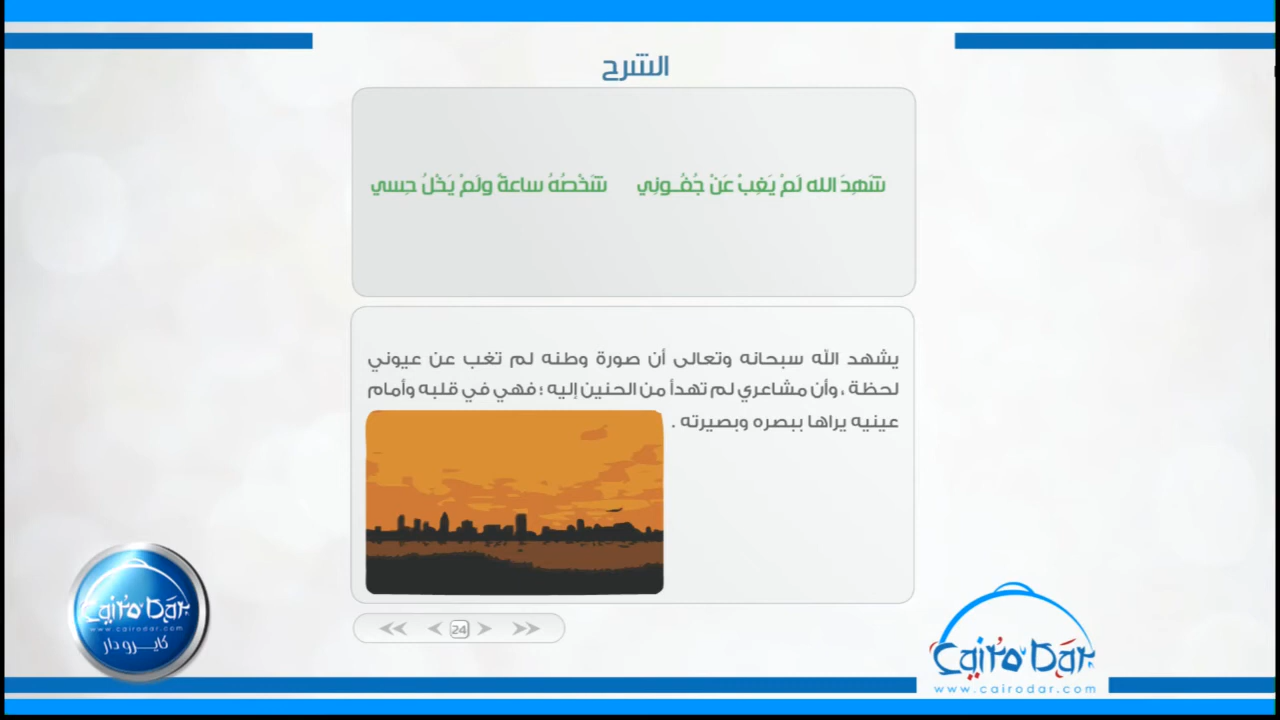 الشرح
شَهِدَ الله لَمْ يَغِبْ عَنْ جُفُـونِي شَخْصُهُ ساعةً ولَمْ يَخْلُ حِسي
يشهد الله سبحانه وتعالى أن صورة وطنه لم تغب عن عيوني
لحظة ، وأن مشاعري لم تهدأ من الحنين إليه ؛ فهي في قلبه وأمام
عينيه يراها ببصره وبصيرته .
24
Cairo Dar
www.cairodar.com
كايـرو دار
Cairo Dar
www.cairodar.com